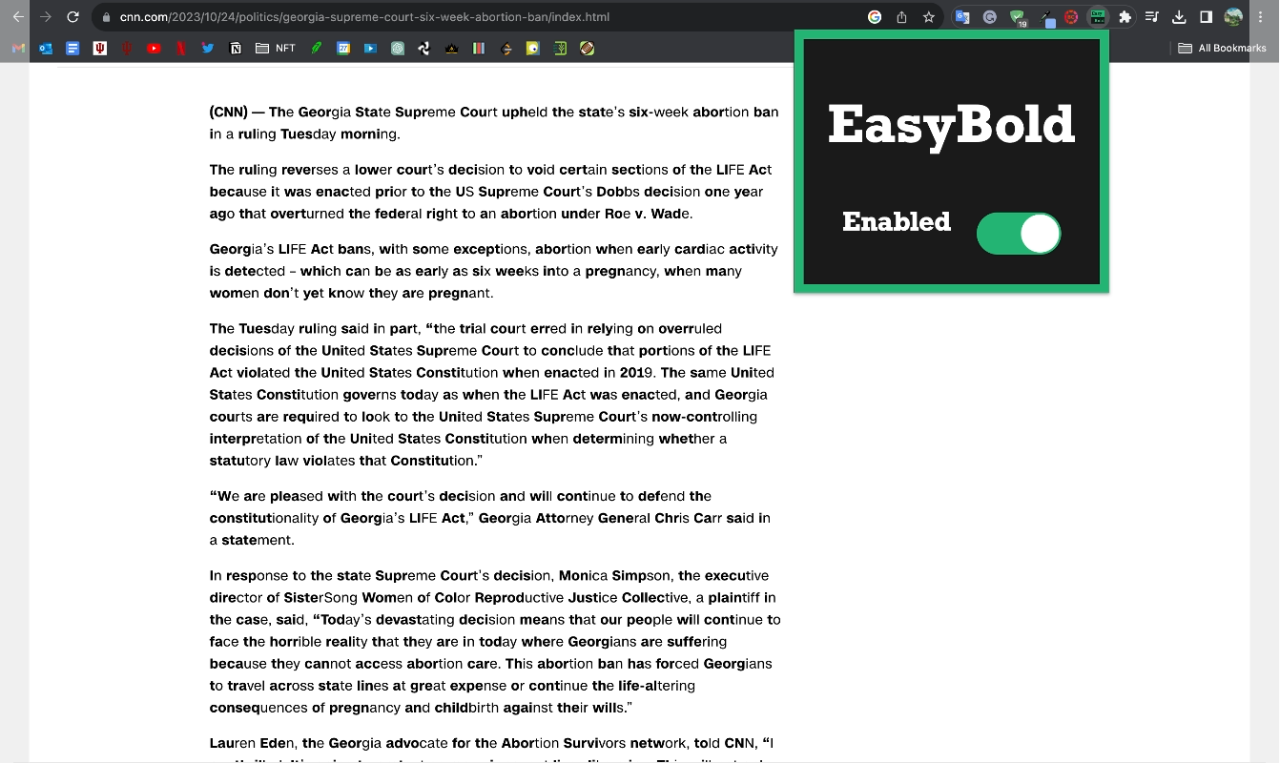 cnn.com/2023/10/24/politics/georgia-supreme-court-six-week-abortion-ban/index.html
19
NFT
All Bookmarks
EasyBold
Enabled
(CNN) — The Georgia State Supreme Court upheld the state’s six-week abortion ban
in a ruling Tuesday morning.
The ruling reverses a lower court’s decision to void certain sections of the LIFE Act
because it was enacted prior to the US Supreme Court’s Dobbs decision one year
ago that overturned the federal right to an abortion under Roe v. Wade.
Georgia’s LIFE Act bans, with some exceptions, abortion when early cardiac activity
is detected – which can be as early as six weeks into a pregnancy, when many
women don’t yet know they are pregnant.
The Tuesday ruling said in part, “the trial court erred in relying on overruled
decisions of the United States Supreme Court to conclude that portions of the LIFE
Act violated the United States Constitution when enacted in 2019. The same United
States Constitution governs today as when the LIFE Act was enacted, and Georgia
courts are required to look to the United States Supreme Court’s now-controlling
interpretation of the United States Constitution when determining whether a
statutory law violates that Constitution.”
“We are pleased with the court’s decision and will continue to defend the
constitutionality of Georgia’s LIFE Act,” Georgia Attorney General Chris Carr said in
a statement.
In response to the state Supreme Court’s decision, Monica Simpson, the executive
director of SisterSong Women of Color Reproductive Justice Collective, a plaintiff in
the case, said, “Today’s devastating decision means that our people will continue to
face the horrible reality that they are in today where Georgians are suffering
because they cannot access abortion care. This abortion ban has forced Georgians
to travel across state lines at great expense or continue the life-altering
consequences of pregnancy and childbirth against their wills.”
Lauren Eden, the Georgia advocate for the Abortion Survivors network, told CNN, “I